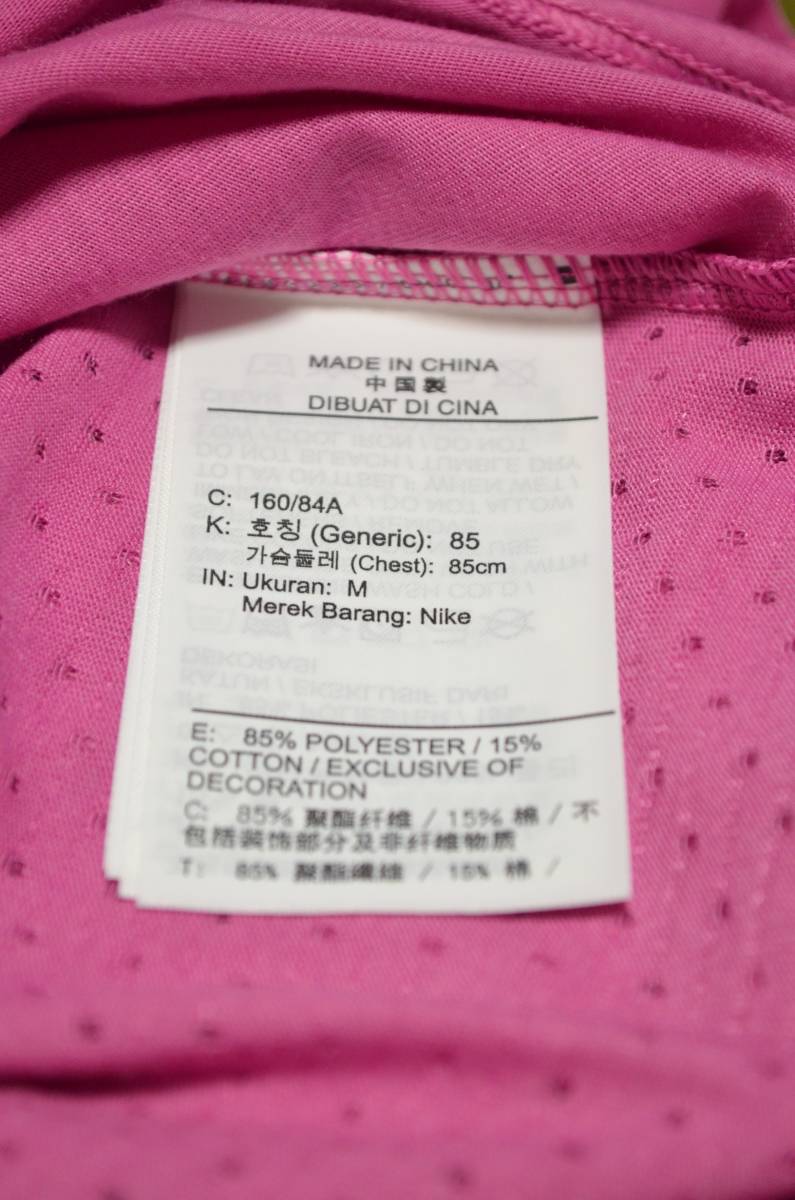 MADE IN CHINA
中国製
DIBUAT DI CINA
C: 160/84A
K: 호칭 (Generic): 85
가슴둘레 (Chest): 85cm
IN: Ukuran: M
Merek Barang: Nike
E: 85% POLYESTER / 15%
COTTON / EXCLUSIVE OF
DECORATION
C: 85% 聚酯纤维 / 15% 棉 / 不
包括装饰部分及非纤维物质
T: 85% 聚酯纖維 / 15% 棉 /